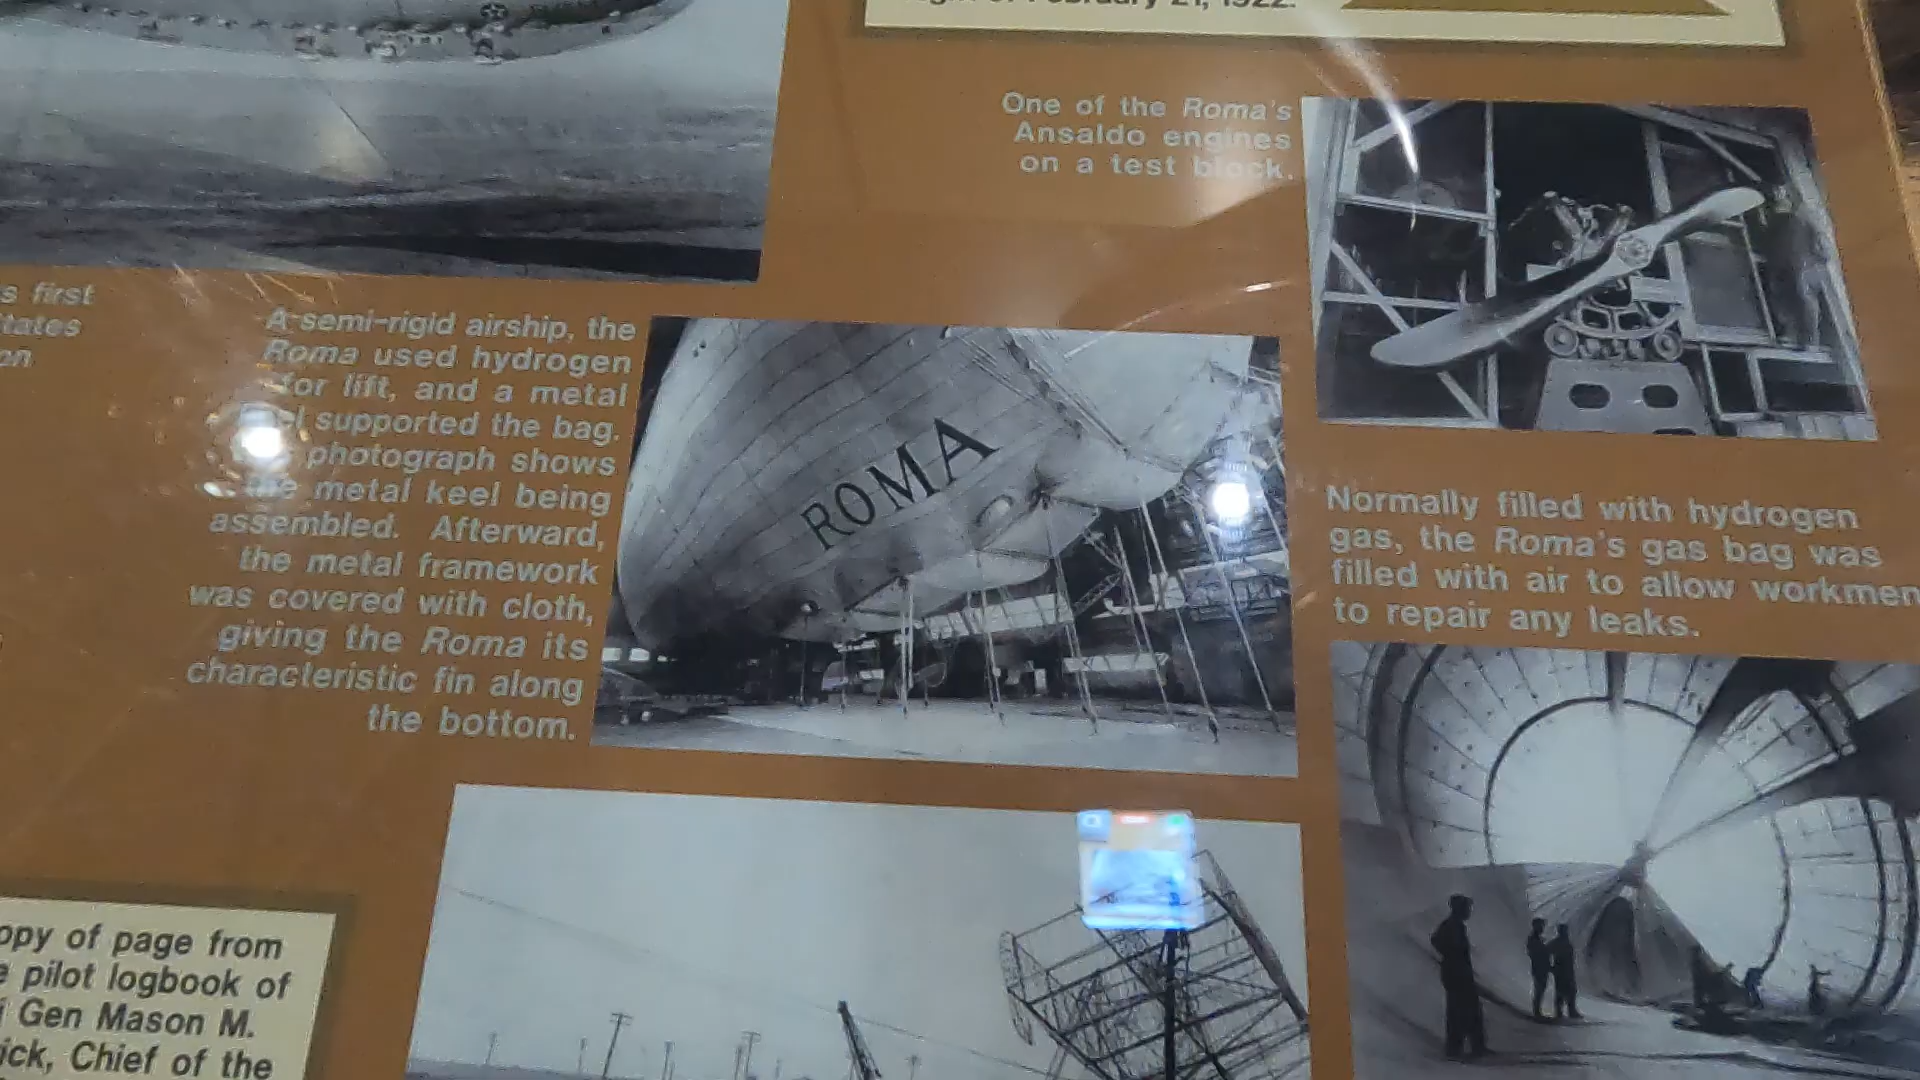 February 21, 1922.
One of the Roma's
Ansaldo engines
on a test block.
s first
tates
on
A semi-rigid airship, the
Roma used hydrogen
for lift, and a metal
supported the bag.
photograph shows
the metal keel being
assembled. Afterward,
the metal framework
was covered with cloth,
giving the Roma its
characteristic fin along
the bottom.
ROMA
Normally filled with hydrogen
gas, the Roma's gas bag was
filled with air to allow workmen
to repair any leaks.
opy of page from
pilot logbook of
Gen Mason M.
ick, Chief of the